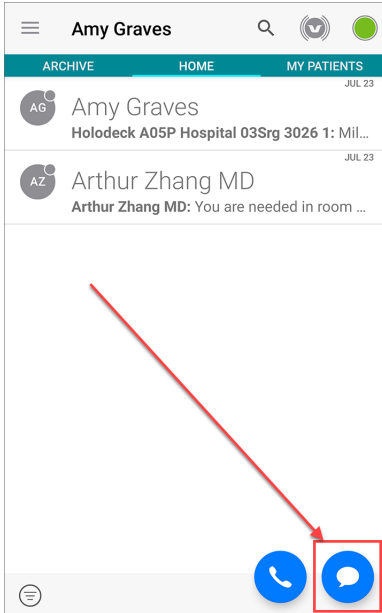 Amy Graves
ARCHIVE HOME MY PATIENTS
JUL 23
AG Amy Graves
Holodeck A05P Hospital 03Srg 3026 1: Mil...
JUL 23
AZ Arthur Zhang MD
Arthur Zhang MD: You are needed in room ...